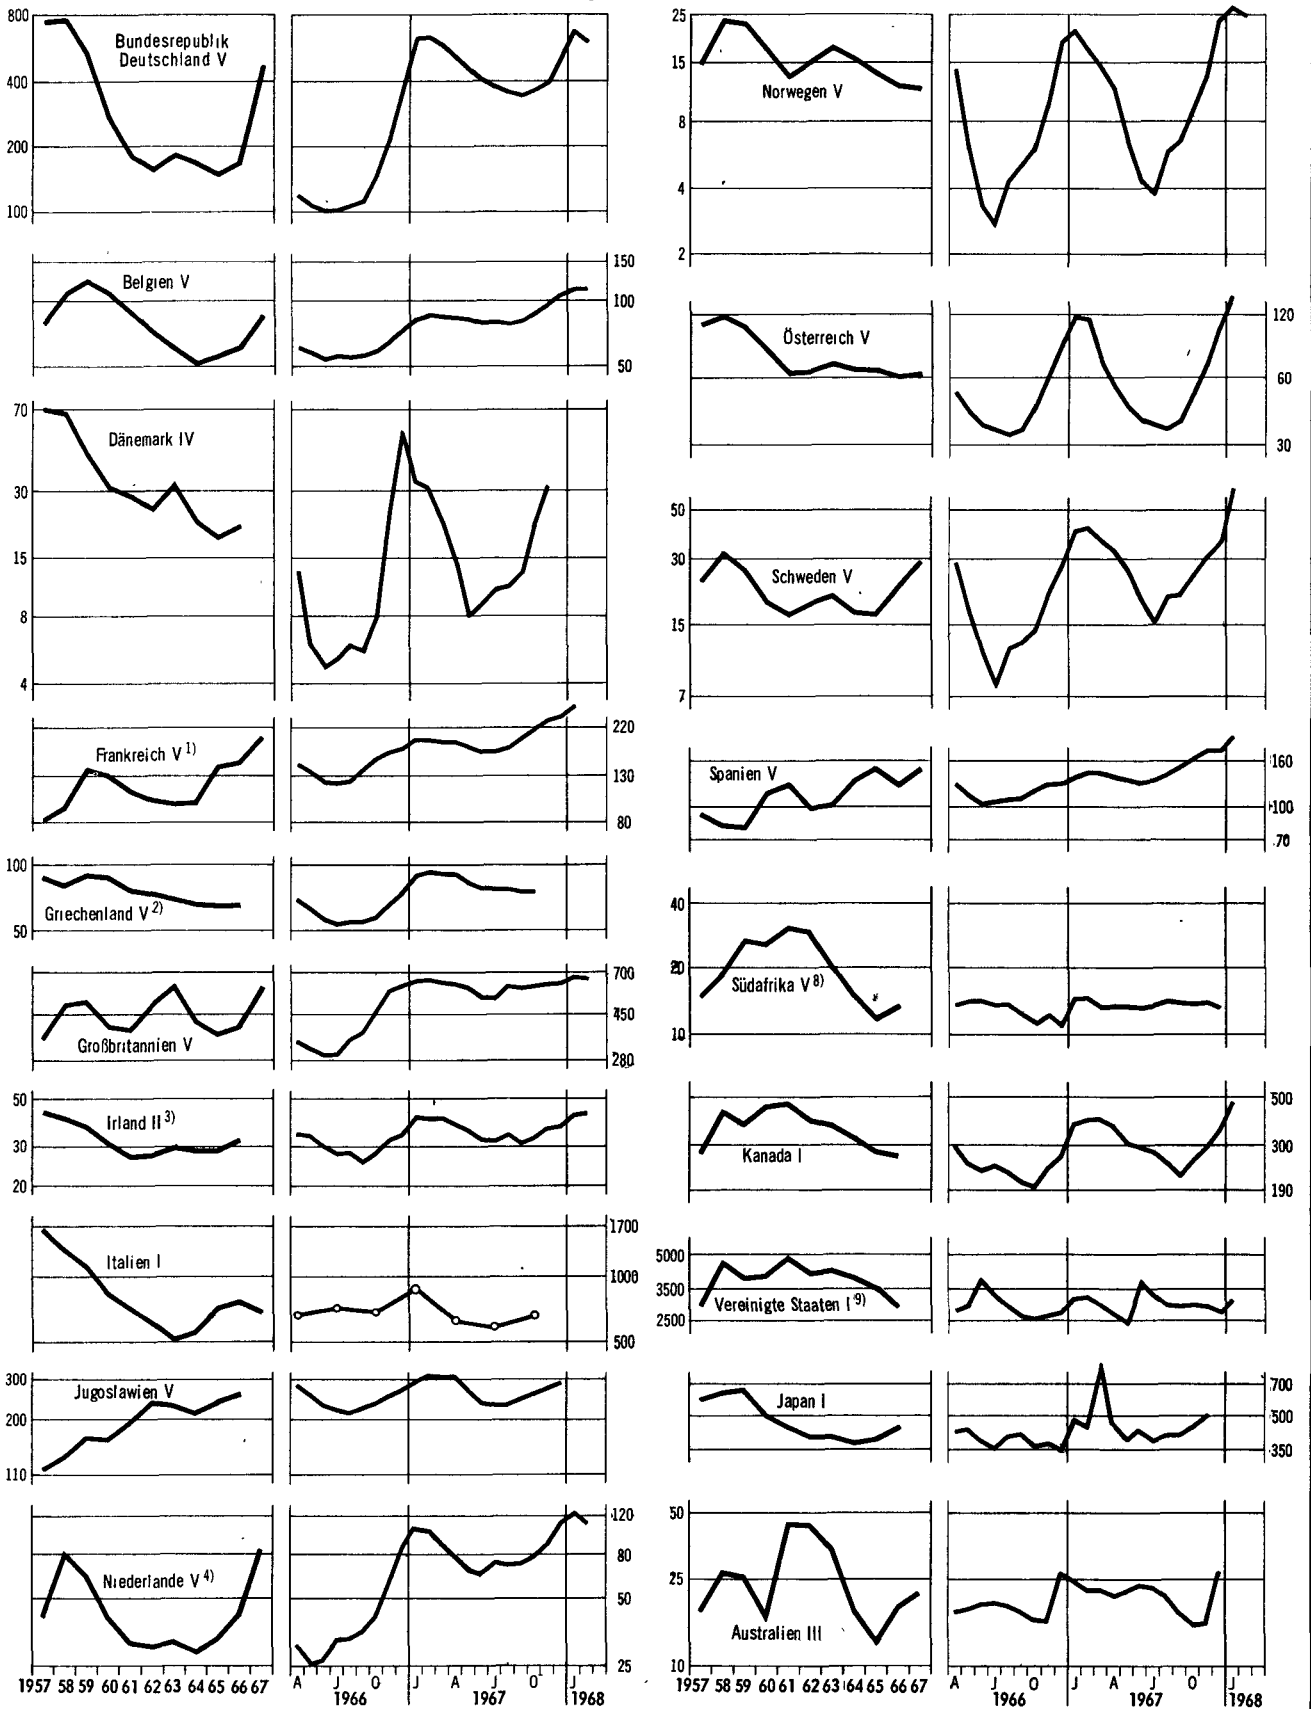 800
Bundesrepublik
Deutschland V
400
200
100
Belgien V
150
100
50
70
Dänemark IV
30
15
8
4
Frankreich V 1)
220
130
80
100
Griechenland V 2)
50
700
450
Großbritannien V
280
50
Irland II 3)
30
20
1700
Italien I
1000
500
300
Jugoslawien V
200
110
120
80
Niederlande V 4)
50
25
1957 58 59 60 61 62 63 64 65 66 67
A J O J A J O J
1966 1967 1968
25
15
Norwegen V
8
4
2
120
Österreich V
60
30
50
30
Schweden V
15
7
160
Spanien V
100
70
40
20
Südafrika V 8)
10
500
300
Kanada I
190
5000
3500
Vereinigte Staaten I 9)
2500
700
Japan I
500
350
50
25
Australien III
10
1957 58 59 60 61 62 63 64 65 66 67
A J O J A J O J
1966 1967 1968